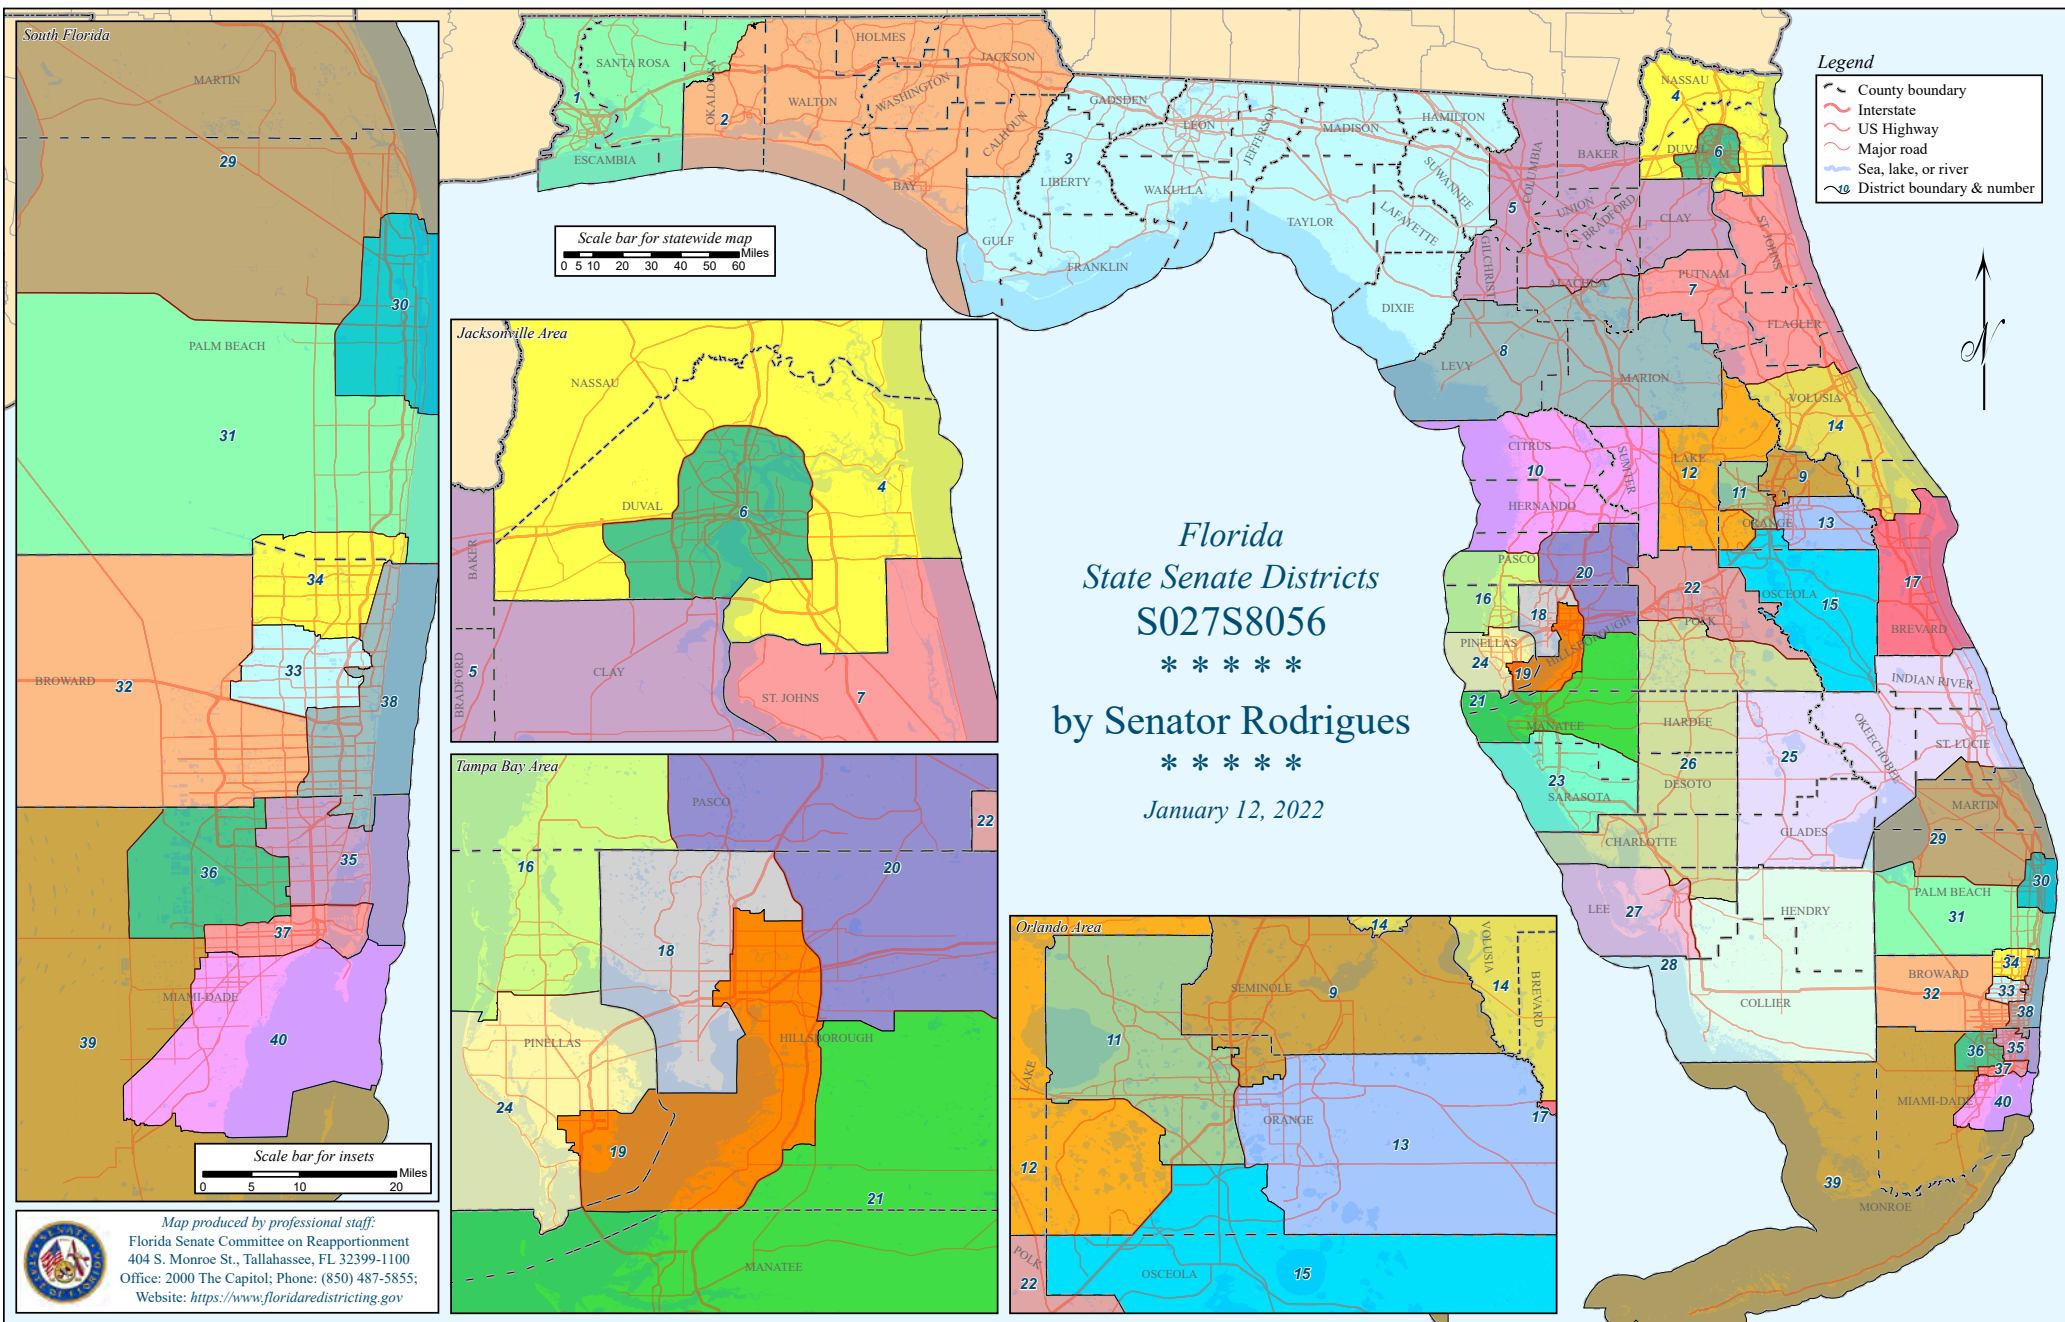 South Florida
MARTIN
29
30
PALM BEACH
31
34
33
BROWARD
32
38
35
36
37
MIAMI-DADE
39
40
Scale bar for insets
Miles
0 5 10 20
Map produced by professional staff:
Florida Senate Committee on Reapportionment
404 S. Monroe St., Tallahassee, FL 32399-1100
Office: 2000 The Capitol; Phone: (850) 487-5855;
Website: https://www.floridaredistricting.gov
Scale bar for statewide map
Miles
0 5 10 20 30 40 50 60
Jacksonville Area
NASSAU
4
DUVAL
6
BAKER
BRADFORD
5
CLAY
ST. JOHNS
7
Tampa Bay Area
PASCO
22
16
20
18
PINELLAS
HILLSBOROUGH
24
19
21
MANATEE
Florida
State Senate Districts
S027S8056
* * * * *
by Senator Rodrigues
* * * * *
January 12, 2022
Orlando Area
14
VOLUSIA
SEMINOLE
9
14
BREVARD
11
LAKE
ORANGE
17
13
12
POLK
22
OSCEOLA
15
Legend
County boundary
Interstate
US Highway
Major road
Sea, lake, or river
10 District boundary & number
N
SANTA ROSA
1
ESCAMBIA
OKALOOSA
2
HOLMES
WALTON
WASHINGTON
JACKSON
CALHOUN
BAY
GADSDEN
LEON
JEFFERSON
MADISON
HAMILTON
3
LIBERTY
WAKULLA
SUWANNEE
TAYLOR
LAFAYETTE
GULF
FRANKLIN
DIXIE
NASSAU
4
DUVAL
6
COLUMBIA
BAKER
5
UNION
BRADFORD
CLAY
ST. JOHNS
GILCHRIST
ALACHUA
PUTNAM
7
FLAGLER
8
LEVY
MARION
VOLUSIA
14
CITRUS
10
SUMTER
LAKE
12
11
9
HERNANDO
ORANGE
13
PASCO
20
16
18
22
OSCEOLA
15
17
BREVARD
POLK
PINELLAS
24
19
HILLSBOROUGH
21
MANATEE
HARDEE
INDIAN RIVER
OKEECHOBEE
ST. LUCIE
25
26
23
SARASOTA
DESOTO
MARTIN
CHARLOTTE
GLADES
29
30
PALM BEACH
31
LEE
27
HENDRY
28
COLLIER
34
BROWARD
32
33
38
36
35
37
MIAMI-DADE
40
39
MONROE